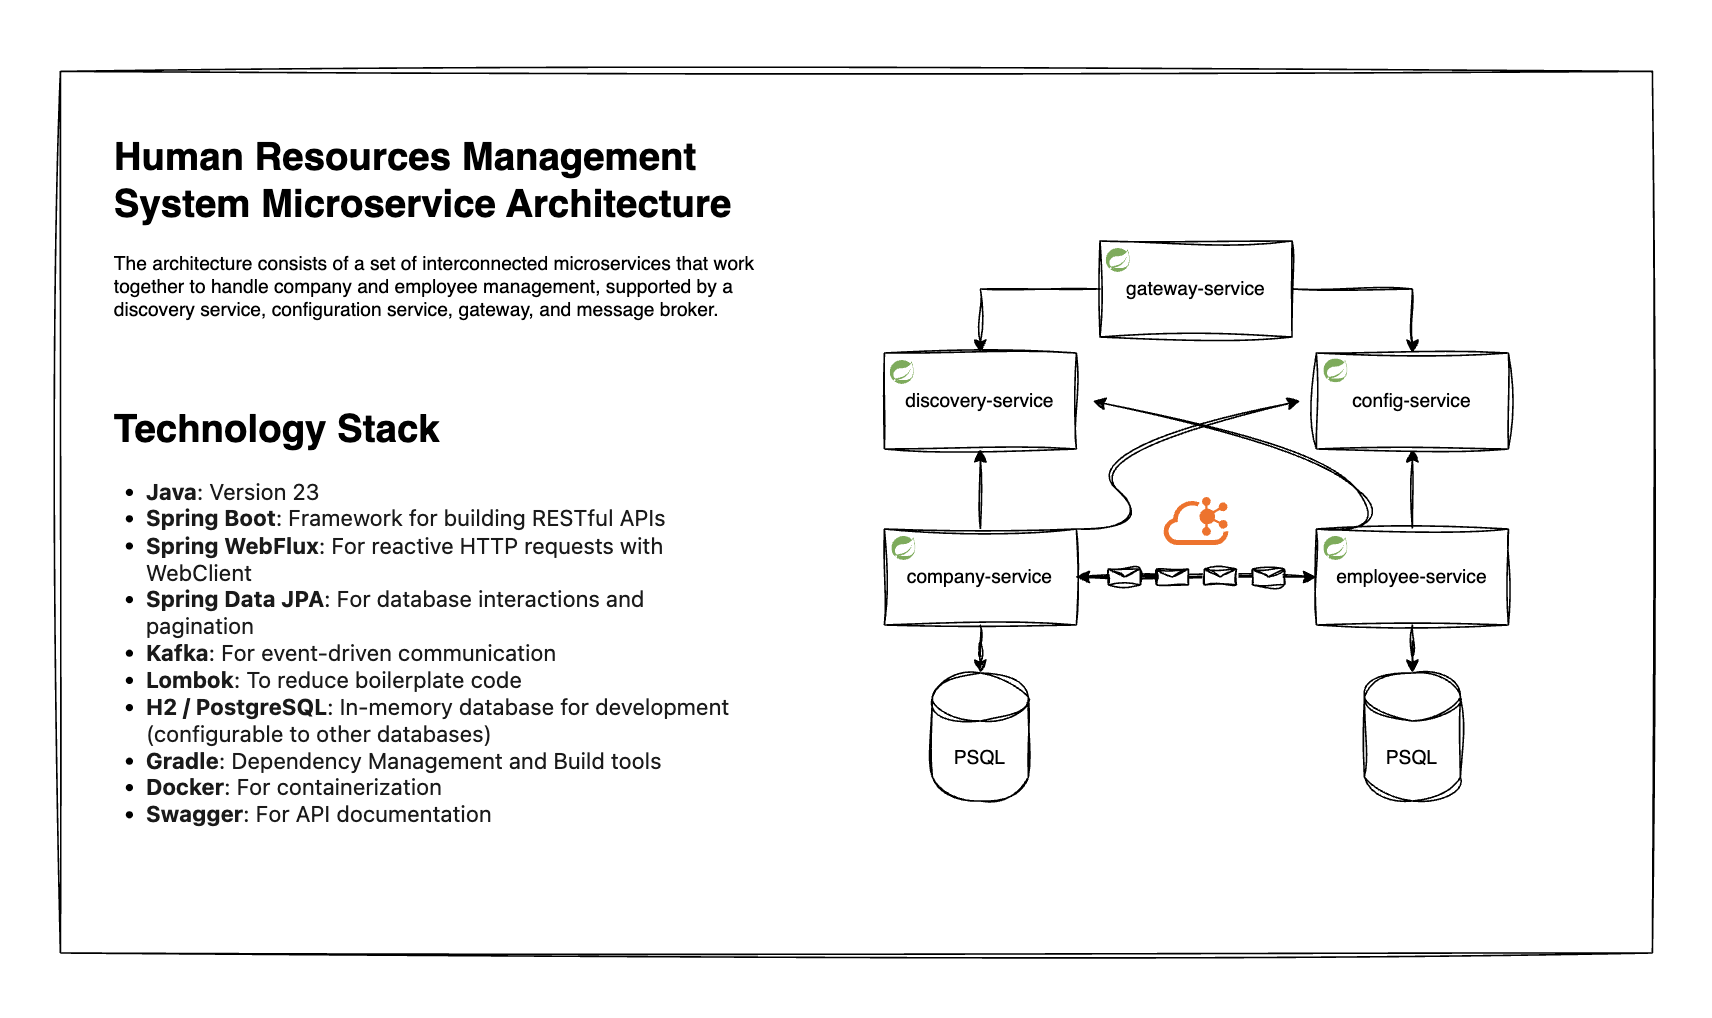 Human Resources Management
System Microservice Architecture
The architecture consists of a set of interconnected microservices that work
together to handle company and employee management, supported by a
discovery service, configuration service, gateway, and message broker.
Technology Stack
• Java: Version 23
• Spring Boot: Framework for building RESTful APIs
• Spring WebFlux: For reactive HTTP requests with
WebClient
• Spring Data JPA: For database interactions and
pagination
• Kafka: For event-driven communication
• Lombok: To reduce boilerplate code
• H2 / PostgreSQL: In-memory database for development
(configurable to other databases)
• Gradle: Dependency Management and Build tools
• Docker: For containerization
• Swagger: For API documentation
gateway-service
discovery-service
config-service
company-service
employee-service
PSQL
PSQL